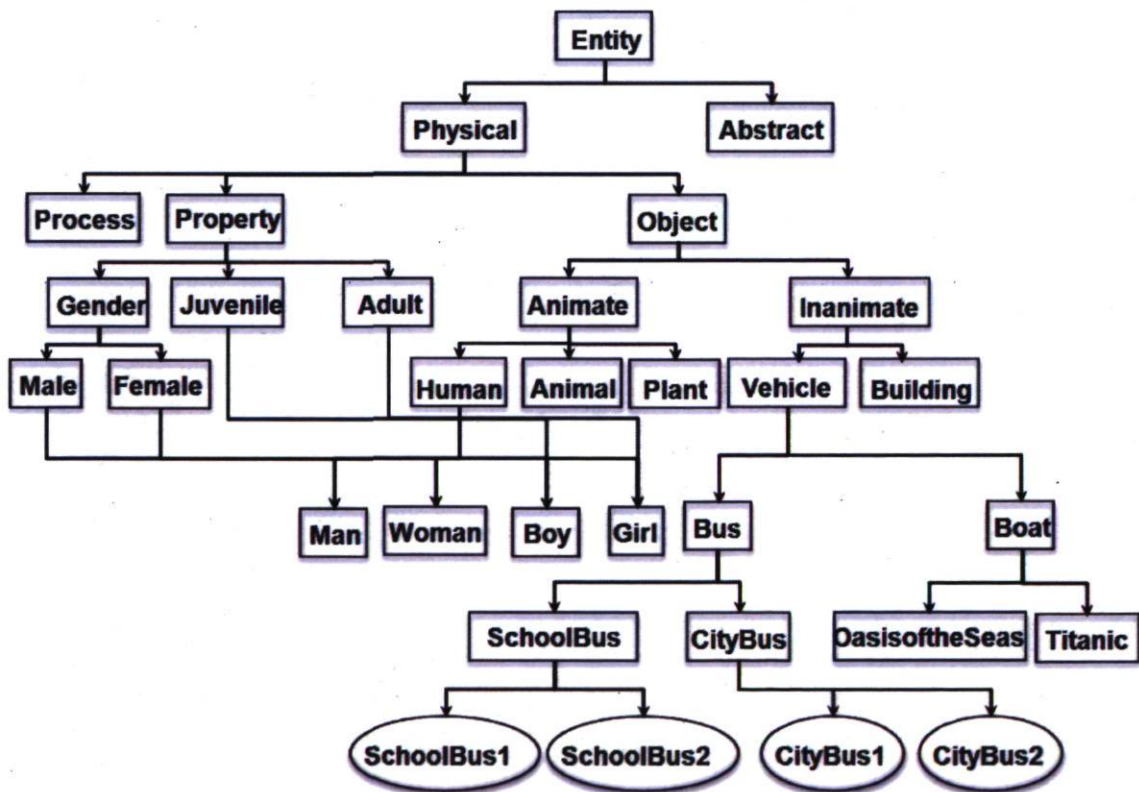 Entity
Physical
Abstract
Process
Property
Object
Gender
Juvenile
Adult
Animate
Inanimate
Male
Female
Human
Animal
Plant
Vehicle
Building
Man
Woman
Boy
Girl
Bus
Boat
SchoolBus
CityBus
OasisoftheSeas
Titanic
SchoolBus1
SchoolBus2
CityBus1
CityBus2